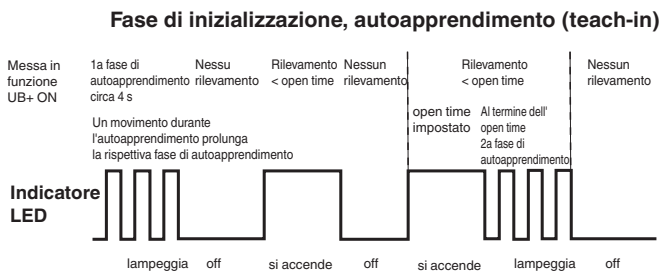 Fase di inizializzazione, autoapprendimento (teach-in)
Messa in
funzione
UB+ ON
1a fase di
autoapprendimento
circa 4 s
Nessu
rilevamento
Rilevamento
< open time
Nessun
rilevamento
Rilevamento
< open time
Nessun
rilevamento
Un movimento durante
l'autoapprendimento prolunga
la rispettiva fase di autoapprendimento
open time
impostato
Al termine dell'
open time
2a fase di
autoapprendimento
Indicatore
LED
lampeggia off si accende off si accende lampeggia off